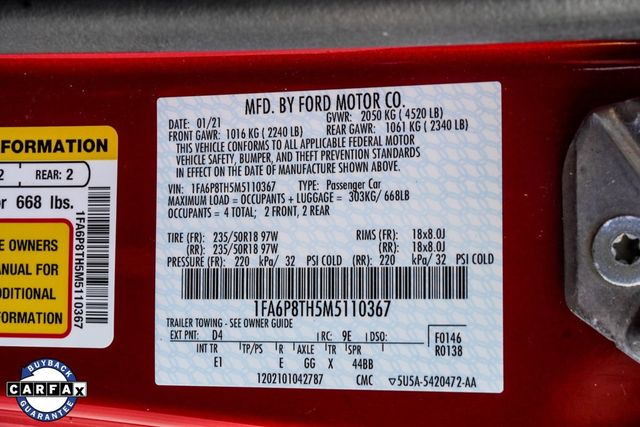 MFD. BY FORD MOTOR CO.
DATE: 01/21 GVWR: 2050 KG ( 4520 LB)
FRONT GAWR: 1016 KG ( 2240 LB) REAR GAWR: 1061 KG ( 2340 LB)
THIS VEHICLE CONFORMS TO ALL APPLICABLE FEDERAL MOTOR
VEHICLE SAFETY, BUMPER, AND THEFT PREVENTION STANDARDS
IN EFFECT ON THE DATE OF MANUFACTURE SHOWN ABOVE.
VIN: 1FA6P8TH5M5110367 TYPE: Passenger Car
MAXIMUM LOAD = OCCUPANTS + LUGGAGE = 303KG/ 668LB
OCCUPANTS = 4 TOTAL; 2 FRONT, 2 REAR
TIRE (FR): 235/50R18 97W RIMS (FR): 18x8.0J
(RR): 235/50R18 97W (RR): 18x8.0J
PRESSURE (FR): 220 kPa/ 32 PSI COLD (RR): 220 kPa/ 32 PSI COLD
1FA6P8TH5M5110367
TRAILER TOWING - SEE OWNER GUIDE
EXT PNT: D4 RC: 9E DSO: F0146
R0138
INT TR TP/PS R AXLE TR SPR
E1 E GG X 44BB
1202101042787 CMC 5U5A-5420472-AA
FORMATION
2 REAR: 2
or 668 lbs.
E OWNERS
ANUAL FOR
DDITIONAL
FORMATION
1FA6P8TH5M5110367
BUYBACK
CARFAX
GUARANTEE